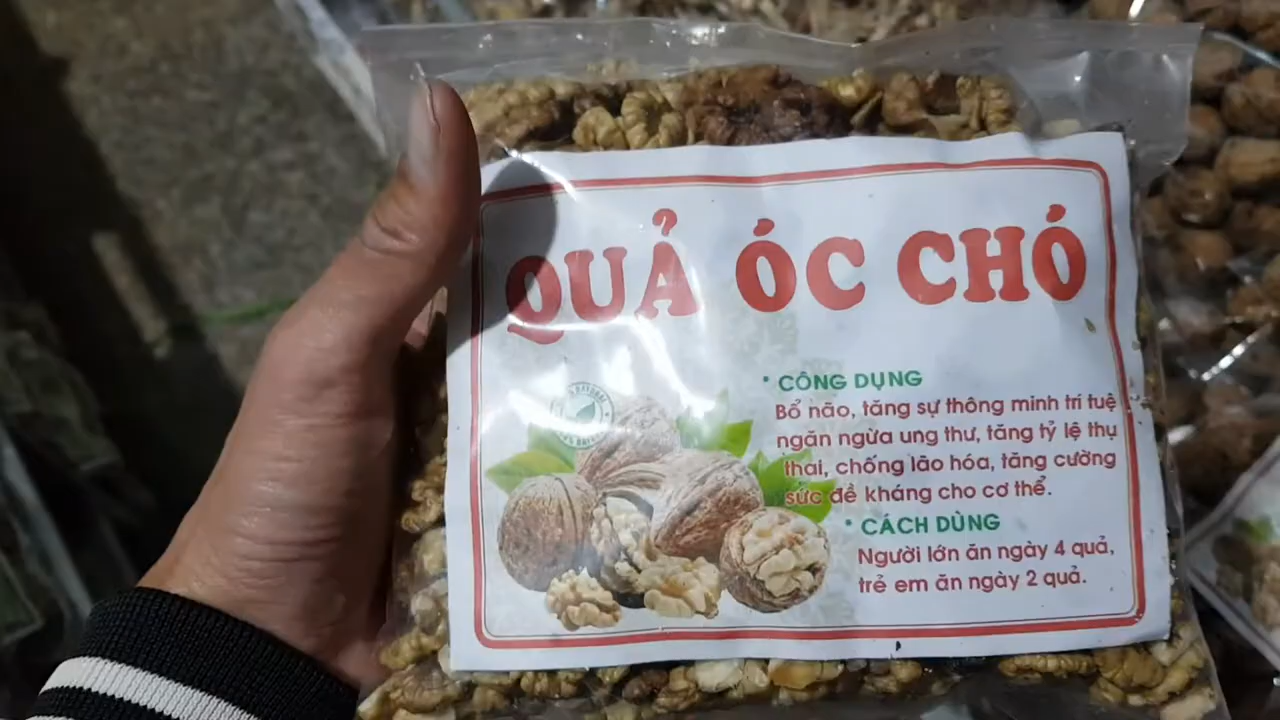 QUẢ ÓC CHÓ
• CÔNG DỤNG
Bổ não, tăng sự thông minh trí tuệ
ngăn ngừa ung thư, tăng tỷ lệ thụ
thai, chống lão hóa, tăng cường
sức đề kháng cho cơ thể.
• CÁCH DÙNG
Người lớn ăn ngày 4 quả,
trẻ em ăn ngày 2 quả.